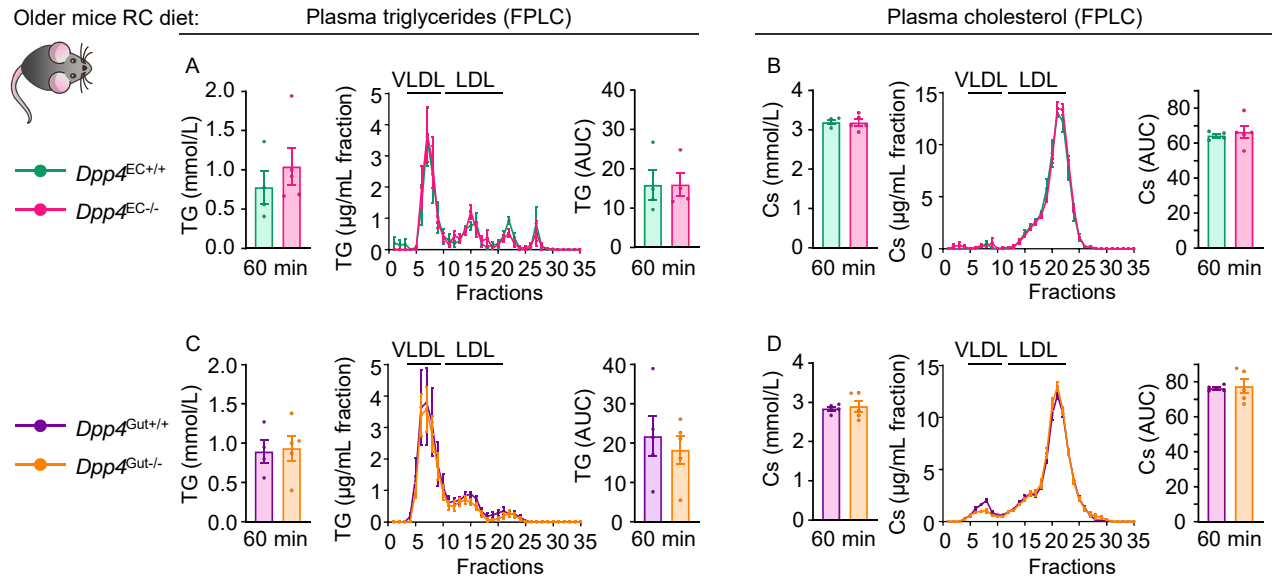 Older mice RC diet:
Plasma triglycerides (FPLC)
Plasma cholesterol (FPLC)
Dpp4EC+/+
Dpp4EC-/-
A
TG (mmol/L)
2.0
1.5
1.0
0.5
0.0
60 min
VLDL LDL
TG (µg/mL fraction)
5
4
3
2
1
0
0 5 10 15 20 25 30 35
Fractions
TG (AUC)
40
30
20
10
0
60 min
B
Cs (mmol/L)
4
3
2
1
0
60 min
VLDL LDL
Cs (µg/mL fraction)
15
10
5
0
0 5 10 15 20 25 30 35
Fractions
Cs (AUC)
80
60
40
20
0
60 min
Dpp4Gut+/+
Dpp4Gut-/-
C
TG (mmol/L)
2.0
1.5
1.0
0.5
0.0
60 min
VLDL LDL
TG (µg/mL fraction)
5
4
3
2
1
0
0 5 10 15 20 25 30 35
Fractions
TG (AUC)
40
30
20
10
0
60 min
D
Cs (mmol/L)
4
3
2
1
0
60 min
VLDL LDL
Cs (µg/mL fraction)
15
10
5
0
0 5 10 15 20 25 30 35
Fractions
Cs (AUC)
80
60
40
20
0
60 min